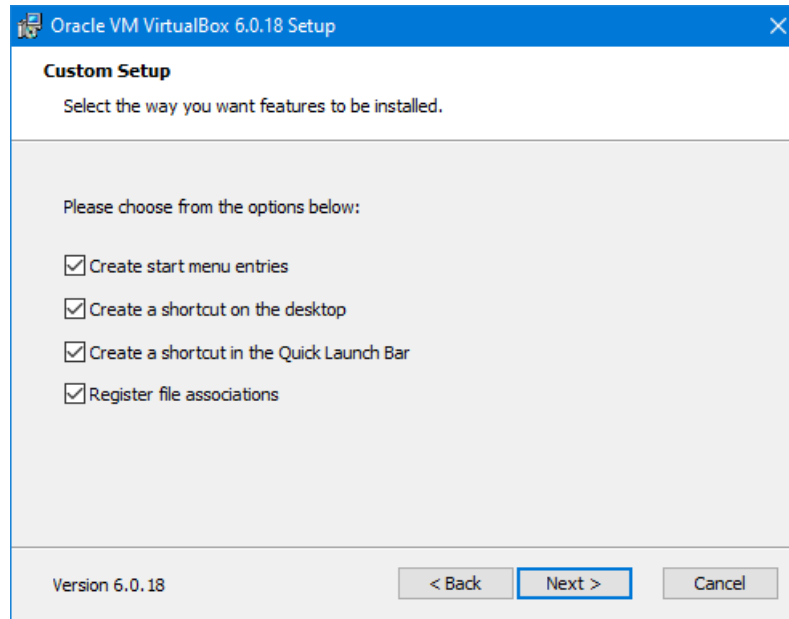 Oracle VM VirtualBox 6.0.18 Setup
Custom Setup
Select the way you want features to be installed.
Please choose from the options below:
Create start menu entries
Create a shortcut on the desktop
Create a shortcut in the Quick Launch Bar
Register file associations
Version 6.0.18
< Back
Next >
Cancel